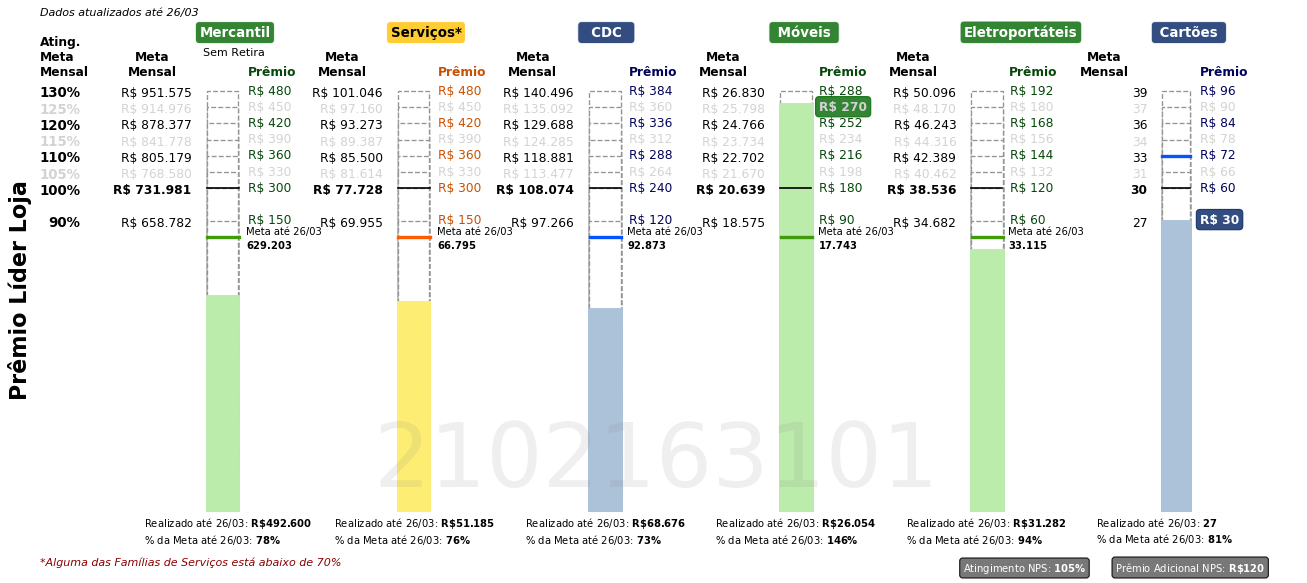 Dados atualizados até 26/03
Mercantil Serviços* CDC Móveis Eletroportáteis Cartões
Sem Retira
Ating. Meta Mensal Meta Mensal Prêmio Meta Mensal Prêmio Meta Mensal Prêmio Meta Mensal Prêmio Meta Mensal Prêmio Meta Mensal Prêmio
130% R$ 951.575 R$ 480 R$ 101.046 R$ 480 R$ 140.496 R$ 384 R$ 26.830 R$ 288 R$ 50.096 R$ 192 39 R$ 96
125% R$ 914.976 R$ 450 R$ 97.160 R$ 450 R$ 135.092 R$ 360 R$ 25.798 R$ 270 R$ 48.170 R$ 180 37 R$ 90
120% R$ 878.377 R$ 420 R$ 93.273 R$ 420 R$ 129.688 R$ 336 R$ 24.766 R$ 252 R$ 46.243 R$ 168 36 R$ 84
115% R$ 841.778 R$ 390 R$ 89.387 R$ 390 R$ 124.285 R$ 312 R$ 23.734 R$ 234 R$ 44.316 R$ 156 34 R$ 78
110% R$ 805.179 R$ 360 R$ 85.500 R$ 360 R$ 118.881 R$ 288 R$ 22.702 R$ 216 R$ 42.389 R$ 144 33 R$ 72
105% R$ 768.580 R$ 330 R$ 81.614 R$ 330 R$ 113.477 R$ 264 R$ 21.670 R$ 198 R$ 40.462 R$ 132 31 R$ 66
100% R$ 731.981 R$ 300 R$ 77.728 R$ 300 R$ 108.074 R$ 240 R$ 20.639 R$ 180 R$ 38.536 R$ 120 30 R$ 60
90% R$ 658.782 R$ 150 R$ 69.955 R$ 150 R$ 97.266 R$ 120 R$ 18.575 R$ 90 R$ 34.682 R$ 60 27 R$ 30
Meta até 26/03 Meta até 26/03 Meta até 26/03 Meta até 26/03 Meta até 26/03
629.203 66.795 92.873 17.743 33.115
Prêmio Líder Loja
2102163101
Realizado até 26/03: R$492.600 Realizado até 26/03: R$51.185 Realizado até 26/03: R$68.676 Realizado até 26/03: R$26.054 Realizado até 26/03: R$31.282 Realizado até 26/03: 27
% da Meta até 26/03: 78% % da Meta até 26/03: 76% % da Meta até 26/03: 73% % da Meta até 26/03: 146% % da Meta até 26/03: 94% % da Meta até 26/03: 81%
*Alguma das Famílias de Serviços está abaixo de 70%
Atingimento NPS: 105% Prêmio Adicional NPS: R$120